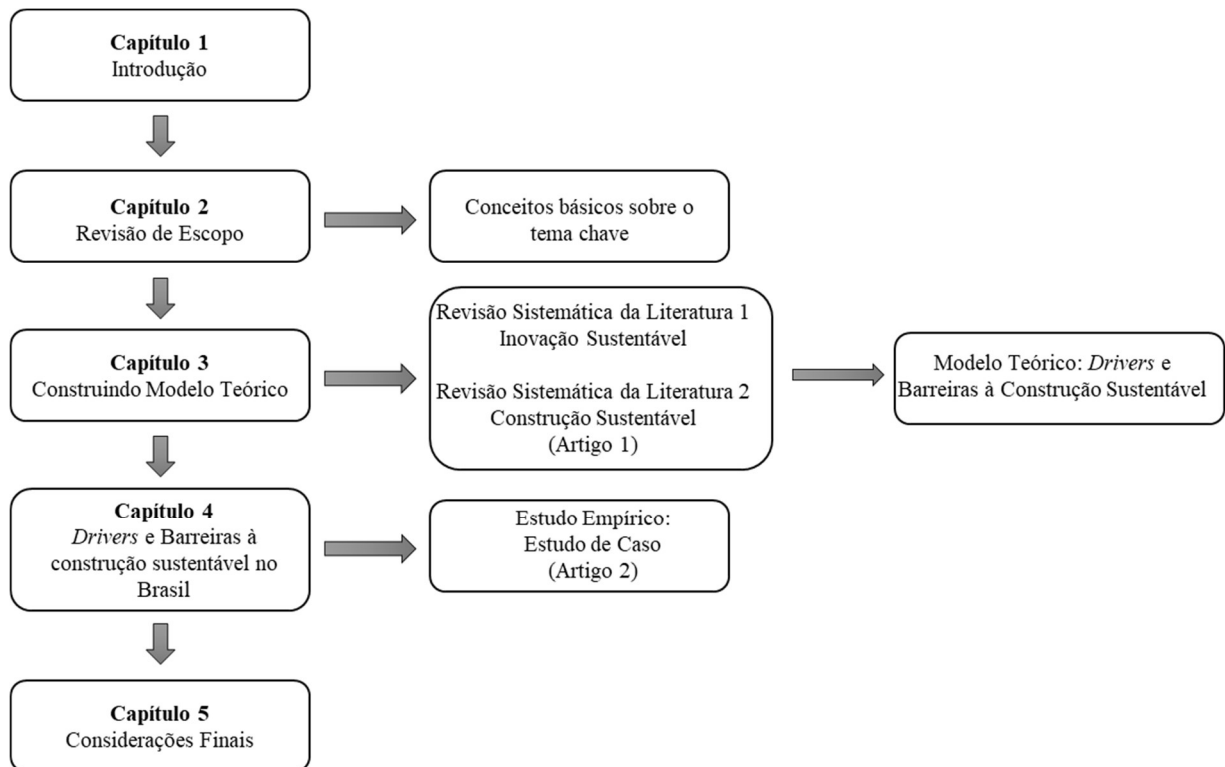 Capítulo 1
Introdução
Capítulo 2
Revisão de Escopo
Conceitos básicos sobre o
tema chave
Capítulo 3
Construindo Modelo Teórico
Revisão Sistemática da Literatura 1
Inovação Sustentável
Revisão Sistemática da Literatura 2
Construção Sustentável
(Artigo 1)
Modelo Teórico: Drivers e
Barreiras à Construção Sustentável
Capítulo 4
Drivers e Barreiras à
construção sustentável no
Brasil
Estudo Empírico:
Estudo de Caso
(Artigo 2)
Capítulo 5
Considerações Finais